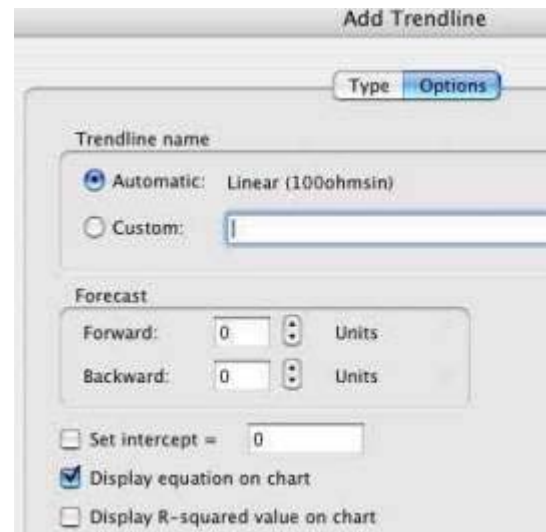 Add Trendline
Type Options
Trendline name
Automatic: Linear (100ohmsin)
Custom:
Forecast
Forward: 0 Units
Backward: 0 Units
Set intercept = 0
Display equation on chart
Display R-squared value on chart